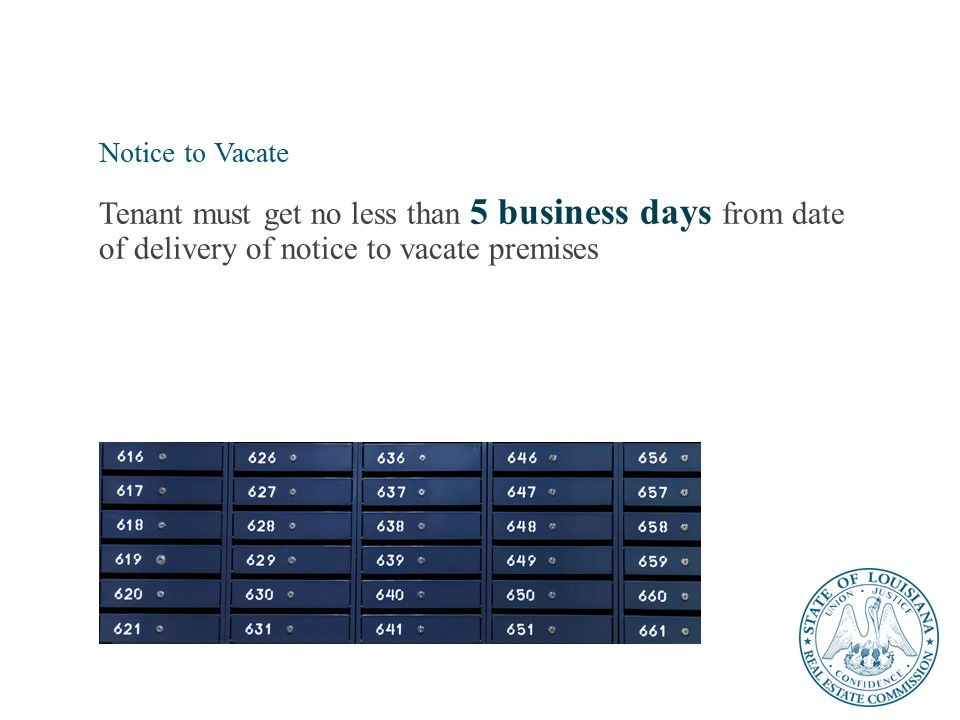 Notice to Vacate
Tenant must get no less than 5 business days from date
of delivery of notice to vacate premises
616 626 636 646 656
617 627 637 647 657
618 628 638 648 658
619 629 639 649 659
620 630 640 650 660
621 631 641 651 661
STATE OF LOUISIANA
UNION · JUSTICE
· CONFIDENCE ·
REAL ESTATE COMMISSION